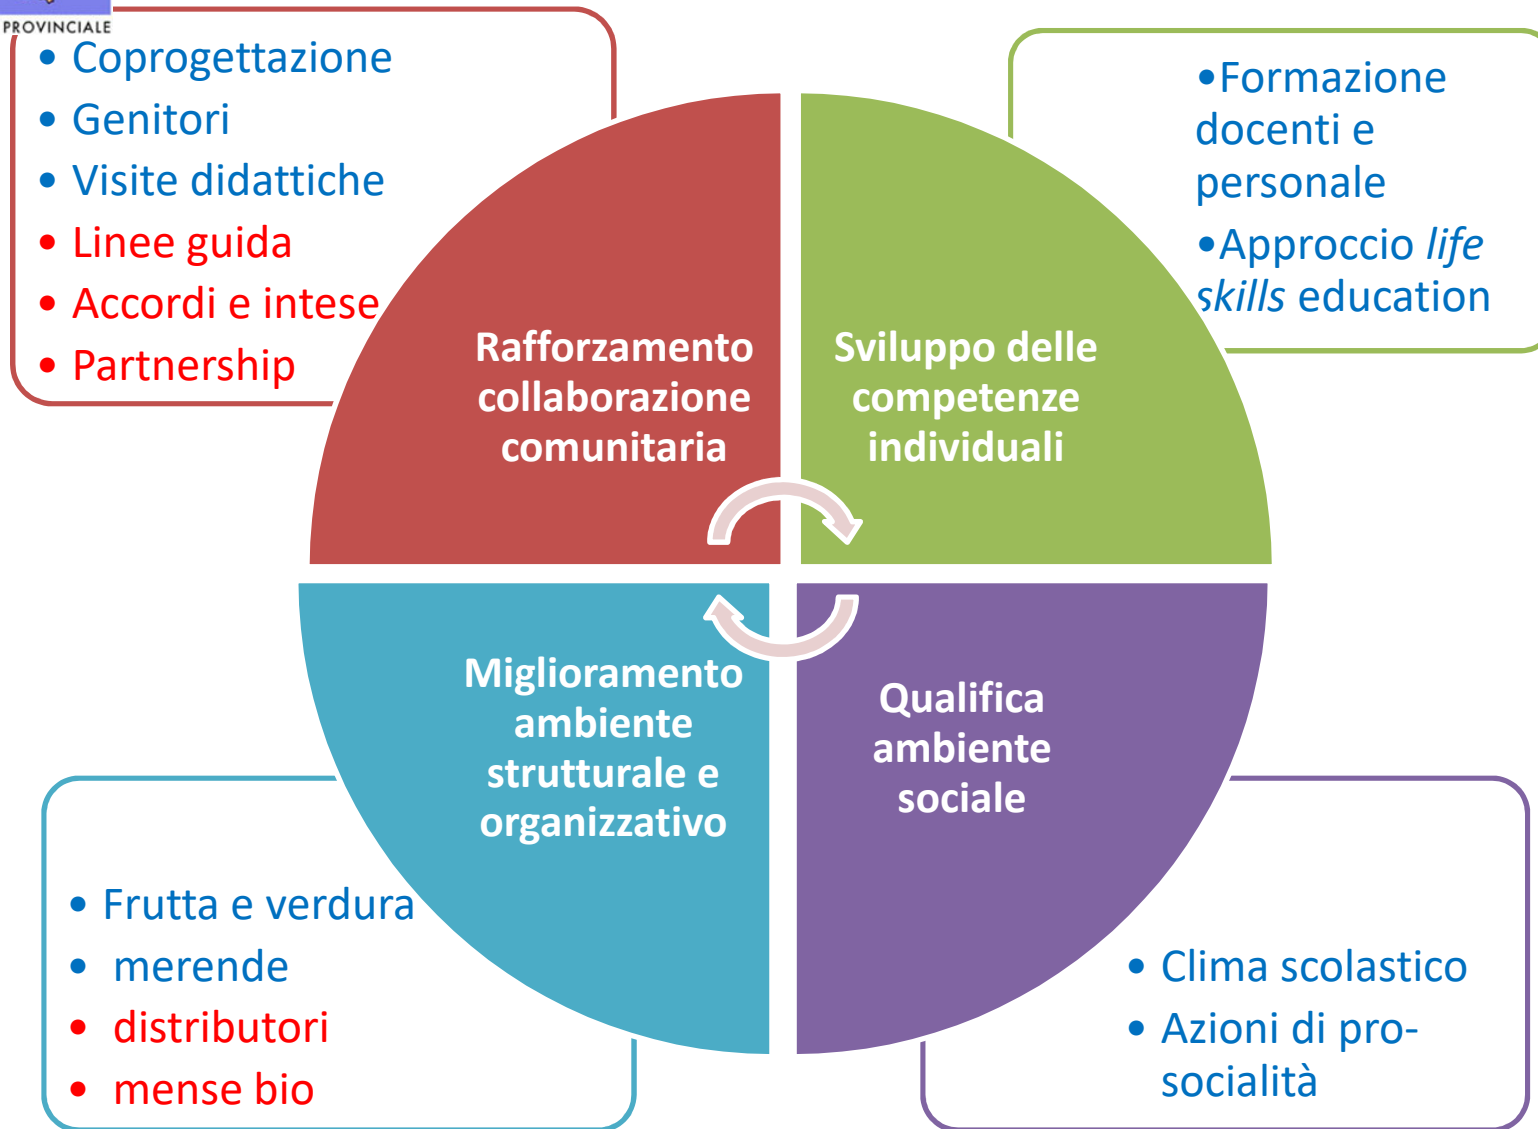 PROVINCIALE
• Coprogettazione
• Genitori
• Visite didattiche
• Linee guida
• Accordi e intese
• Partnership
•Formazione
docenti e
personale
•Approccio life
skills education
Rafforzamento
collaborazione
comunitaria
Sviluppo delle
competenze
individuali
Miglioramento
ambiente
strutturale e
organizzativo
Qualifica
ambiente
sociale
• Frutta e verdura
• merende
• distributori
• mense bio
• Clima scolastico
• Azioni di pro-
socialità